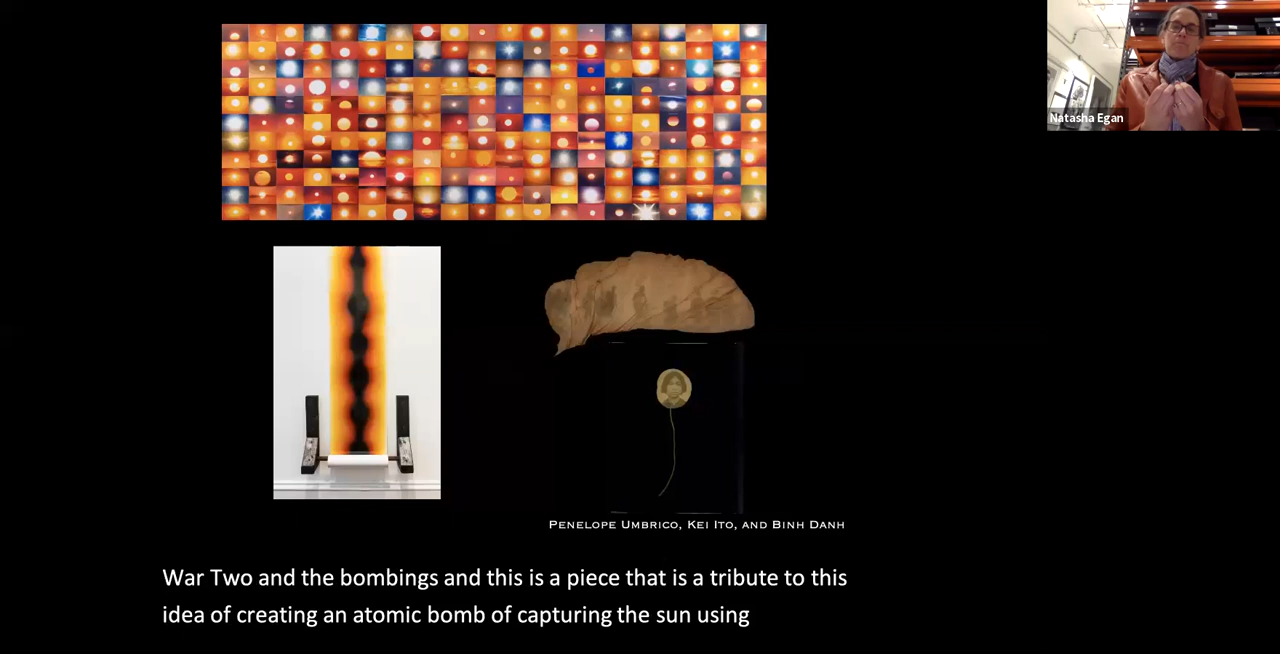 Natasha Egan
Penelope Umbrico, Kei Ito, and Binh Danh
War Two and the bombings and this is a piece that is a tribute to this
idea of creating an atomic bomb of capturing the sun using